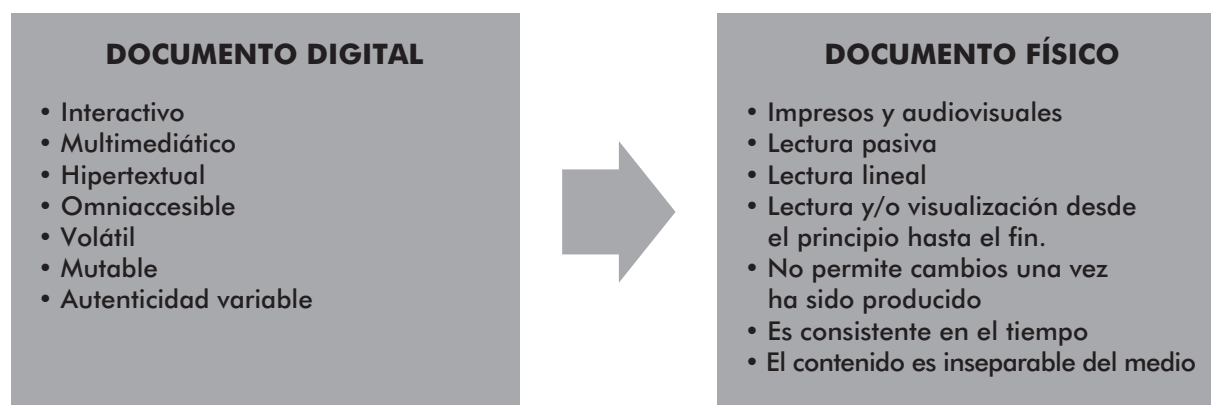 DOCUMENTO DIGITAL
• Interactivo
• Multimediático
• Hipertextual
• Omniaccesible
• Volátil
• Mutable
• Autenticidad variable
DOCUMENTO FÍSICO
• Impresos y audiovisuales
• Lectura pasiva
• Lectura lineal
• Lectura y/o visualización desde
el principio hasta el fin.
• No permite cambios una vez
ha sido producido
• Es consistente en el tiempo
• El contenido es inseparable del medio